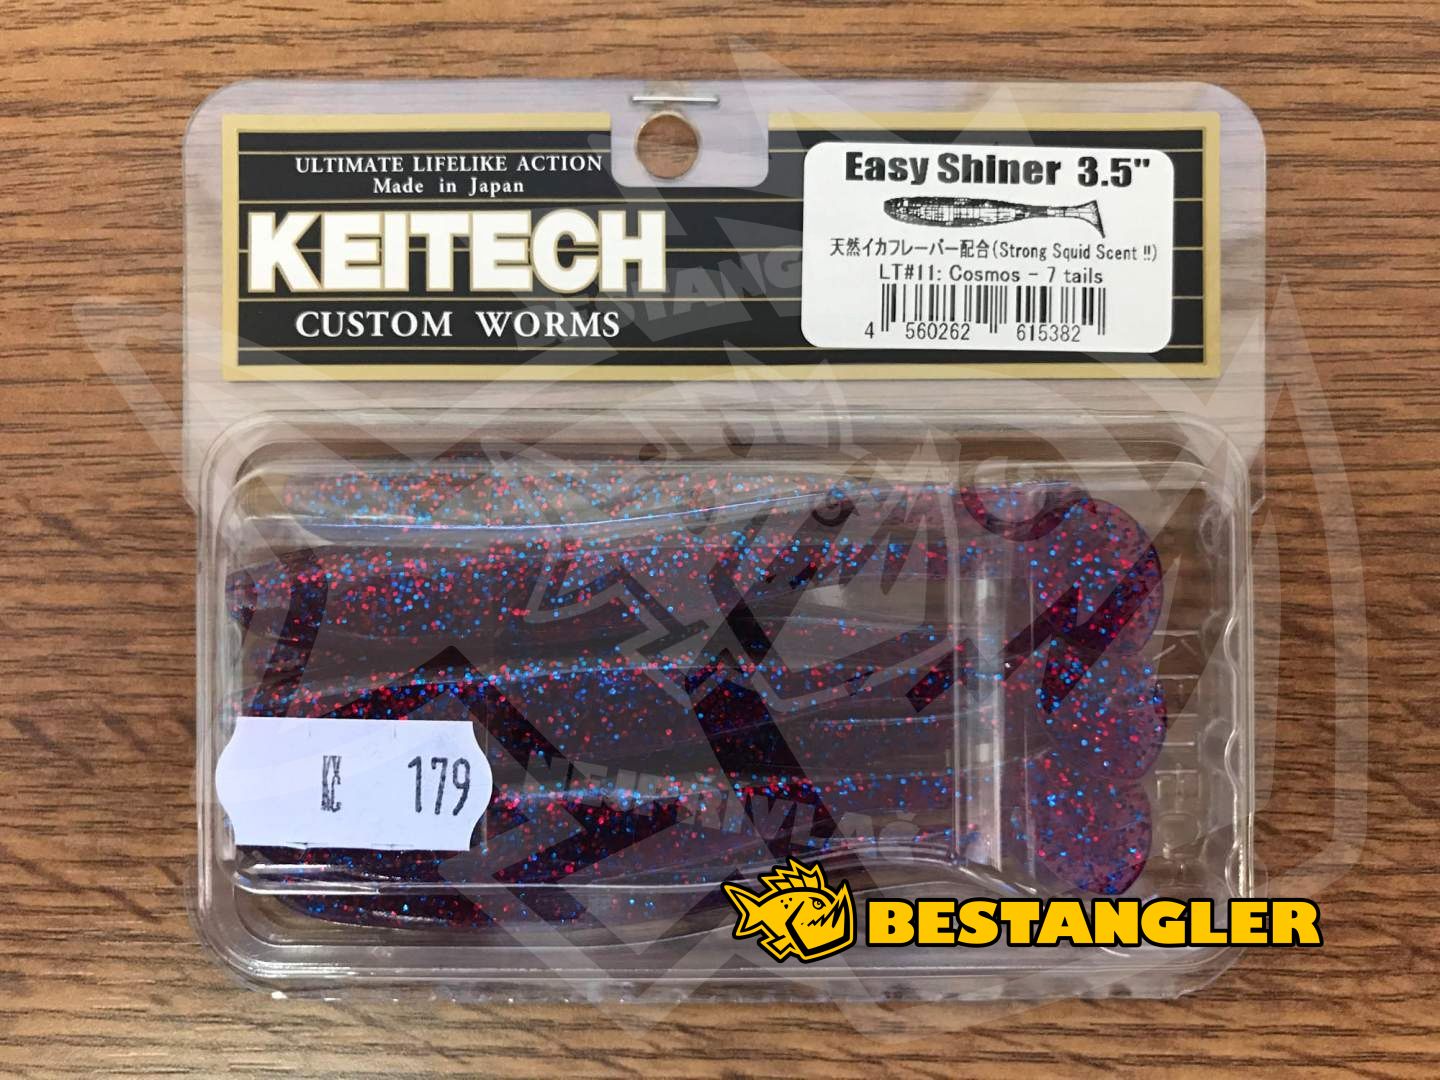 ULTIMATE LIFELIKE ACTION
Made in Japan
KEITECH
CUSTOM WORMS
Easy Shiner 3.5"
天然イカフレーバー配合(Strong Squid Scent !!)
LT#11: Cosmos - 7 tails
4 560262 615382
Kč 179
BESTANGLER